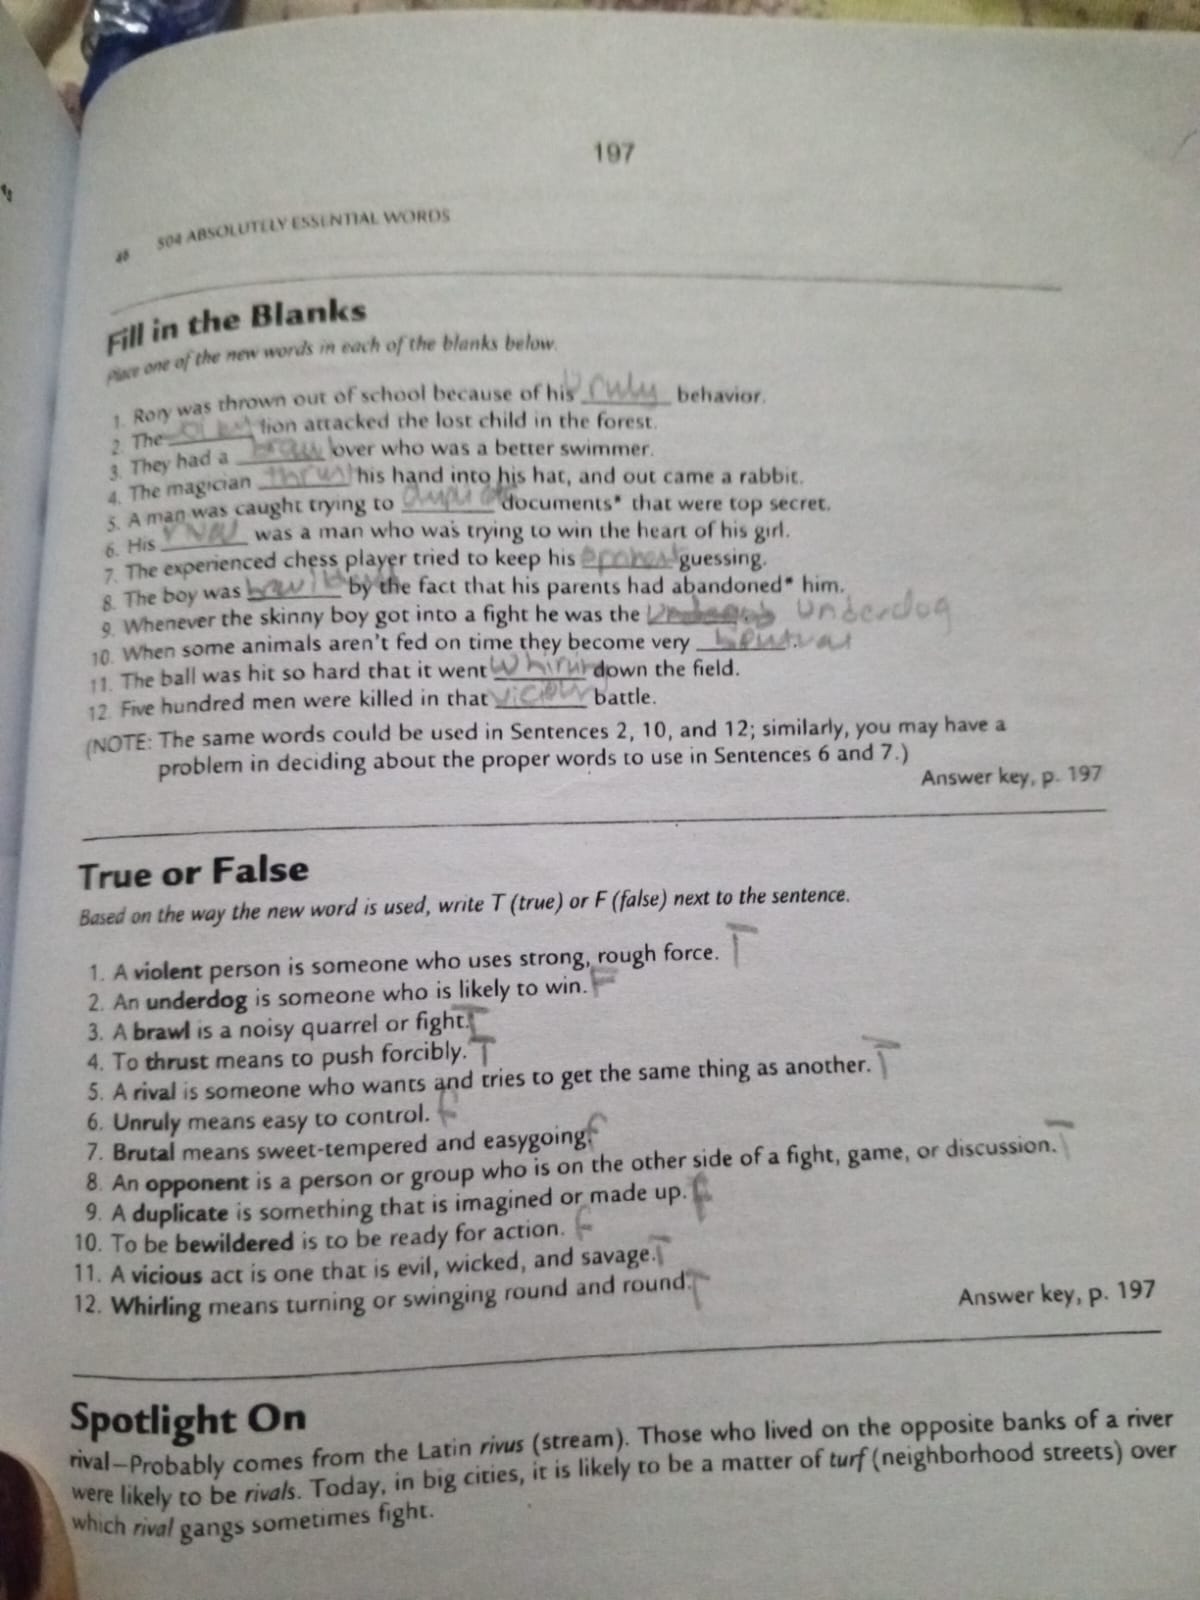 197
48 504 ABSOLUTELY ESSENTIAL WORDS
Fill in the Blanks
Place one of the new words in each of the blanks below.
1. Rory was thrown out of school because of his ruly behavior.
2. The lion attacked the lost child in the forest.
3. They had a brawl over who was a better swimmer.
4. The magician thrust his hand into his hat, and out came a rabbit.
5. A man was caught trying to documents* that were top secret.
6. His rival was a man who was trying to win the heart of his girl.
7. The experienced chess player tried to keep his guessing.
8. The boy was by the fact that his parents had abandoned* him.
9. Whenever the skinny boy got into a fight he was the Underdog
10. When some animals aren't fed on time they become very .
11. The ball was hit so hard that it went down the field.
12. Five hundred men were killed in that battle.
(NOTE: The same words could be used in Sentences 2, 10, and 12; similarly, you may have a
problem in deciding about the proper words to use in Sentences 6 and 7.)
Answer key, p. 197
True or False
Based on the way the new word is used, write T (true) or F (false) next to the sentence.
1. A violent person is someone who uses strong, rough force. T
2. An underdog is someone who is likely to win. F
3. A brawl is a noisy quarrel or fight. T
4. To thrust means to push forcibly. T
5. A rival is someone who wants and tries to get the same thing as another. T
6. Unruly means easy to control. F
7. Brutal means sweet-tempered and easygoing. F
8. An opponent is a person or group who is on the other side of a fight, game, or discussion. T
9. A duplicate is something that is imagined or made up. F
10. To be bewildered is to be ready for action. F
11. A vicious act is one that is evil, wicked, and savage. T
12. Whirling means turning or swinging round and round. T
Answer key, p. 197
Spotlight On
rival—Probably comes from the Latin rivus (stream). Those who lived on the opposite banks of a river
were likely to be rivals. Today, in big cities, it is likely to be a matter of turf (neighborhood streets) over
which rival gangs sometimes fight.